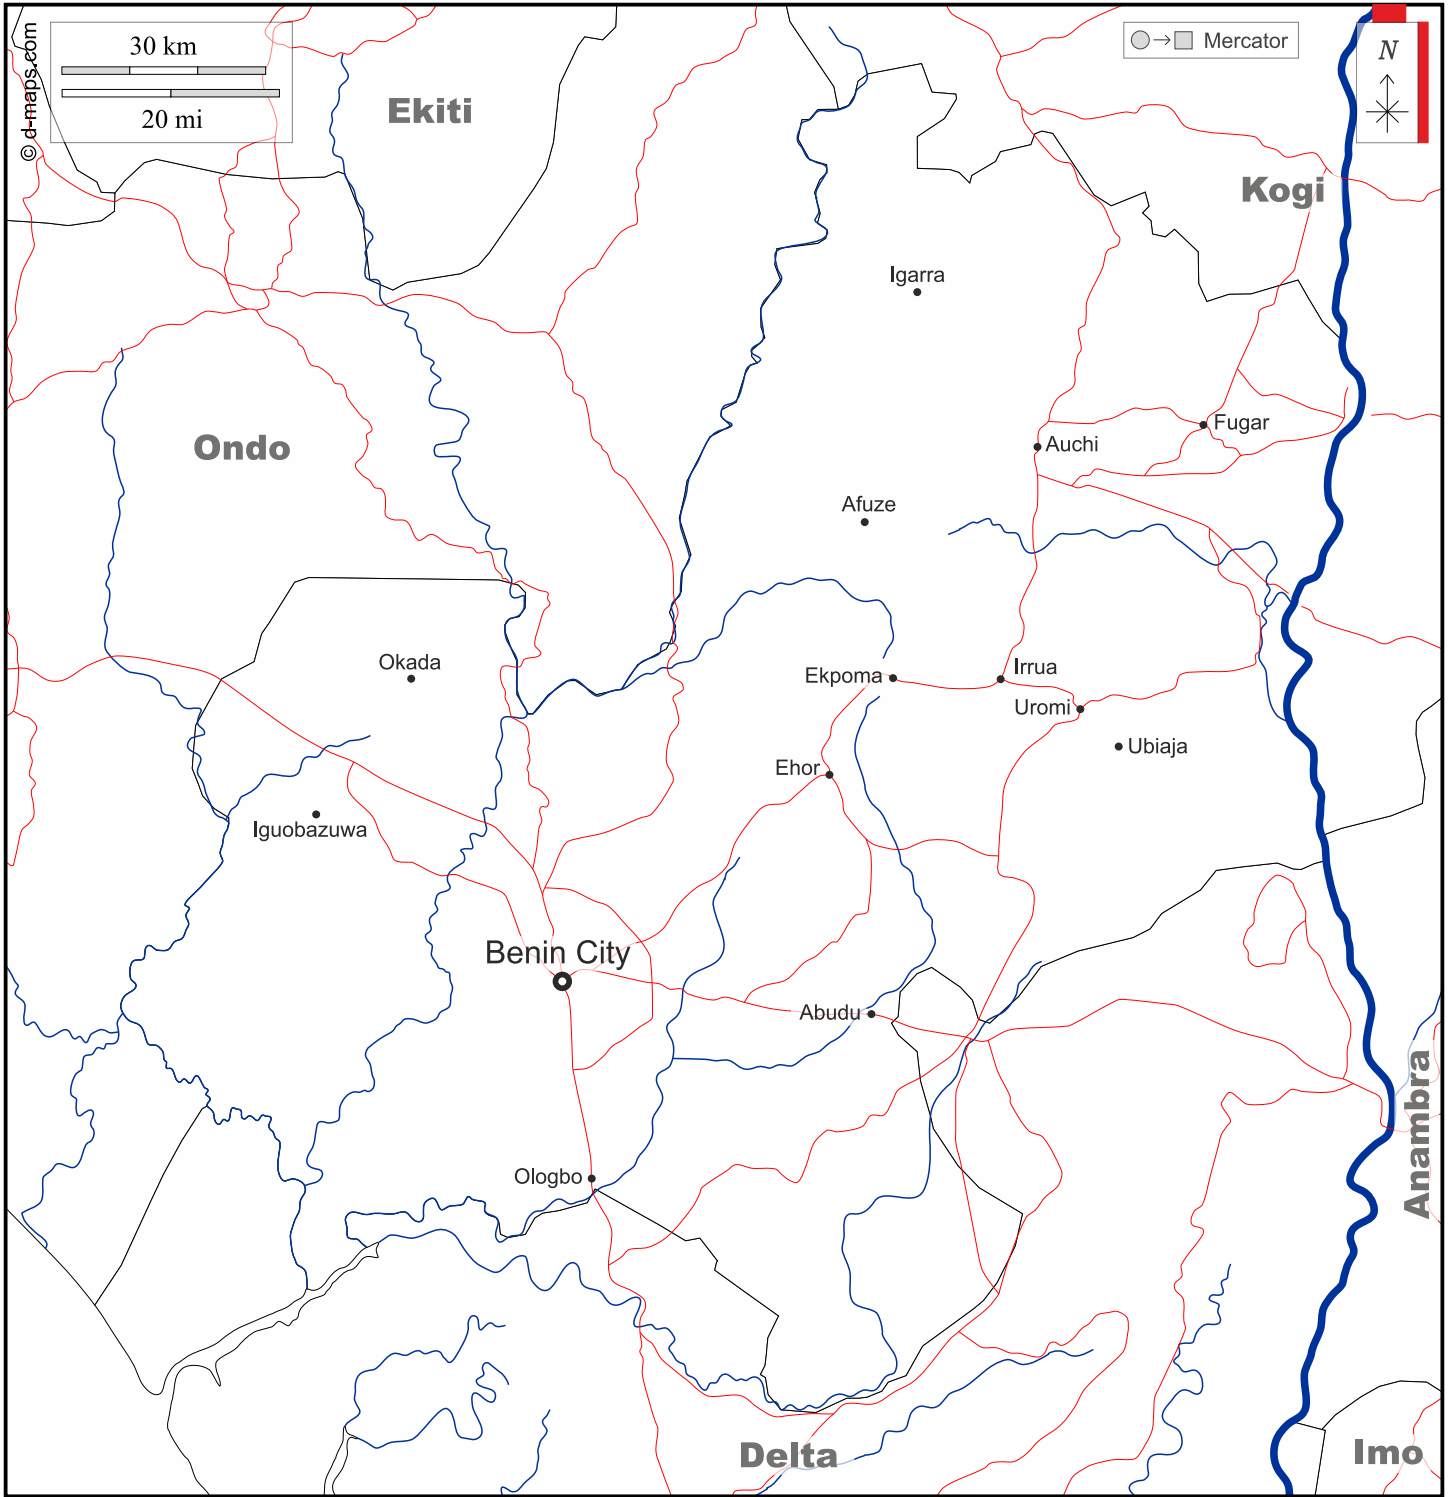 © d-maps.com
30 km
20 mi
Mercator
N
Ekiti
Kogi
Igarra
Fugar
Auchi
Ondo
Afuze
Okada
Irrua
Ekpoma
Uromi
Ubiaja
Ehor
Iguobazuwa
Benin City
Abudu
Anambra
Ologbo
Delta
Imo